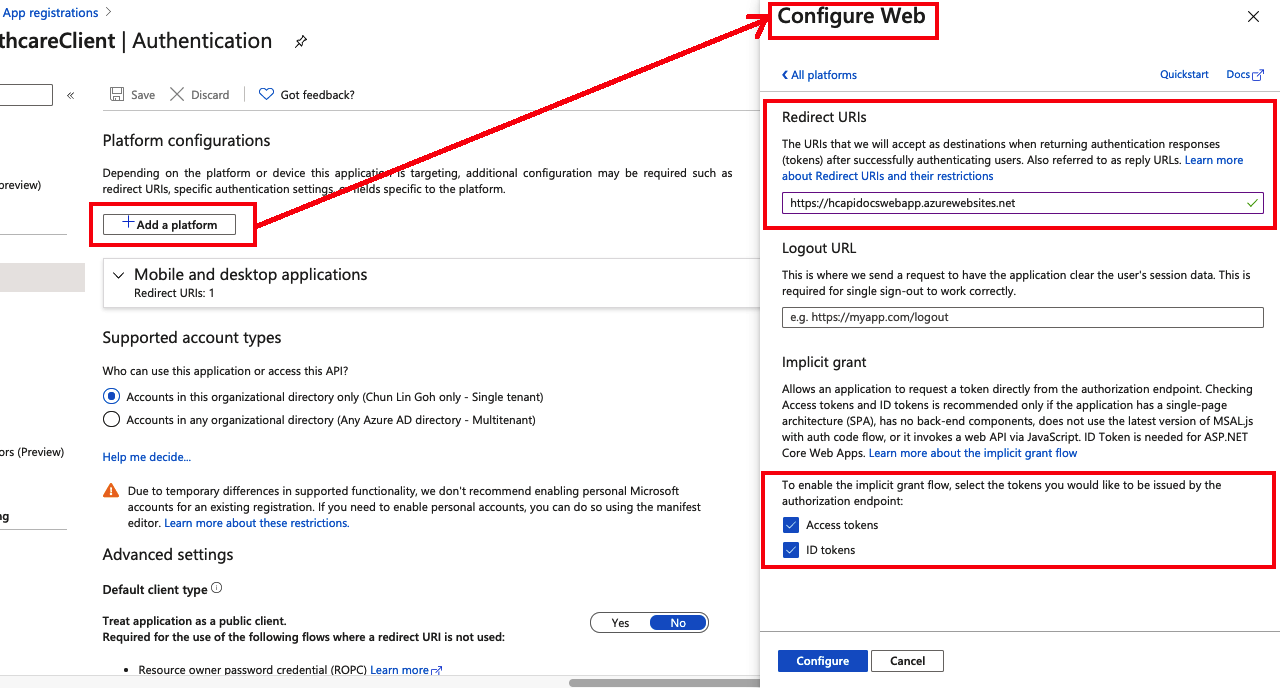 App registrations
thcareClient | Authentication
Save
Discard
Got feedback?
Platform configurations
Depending on the platform or device this application is targeting, additional configuration may be required such as
redirect URIs, specific authentication settings, or fields specific to the platform.
+ Add a platform
Mobile and desktop applications
Redirect URIs: 1
Supported account types
Who can use this application or access this API?
Accounts in this organizational directory only (Chun Lin Goh only - Single tenant)
Accounts in any organizational directory (Any Azure AD directory - Multitenant)
Help me decide...
Due to temporary differences in supported functionality, we don't recommend enabling personal Microsoft
accounts for an existing registration. If you need to enable personal accounts, you can do so using the manifest
editor. Learn more about these restrictions.
Advanced settings
Default client type
Treat application as a public client.
Required for the use of the following flows where a redirect URI is not used:
Yes
No
• Resource owner password credential (ROPC) Learn more
preview)
ors (Preview)
ng
Configure Web
All platforms
Quickstart
Docs
Redirect URIs
The URIs that we will accept as destinations when returning authentication responses
(tokens) after successfully authenticating users. Also referred to as reply URLs. Learn more
about Redirect URIs and their restrictions
https://hcapidocswebapp.azurewebsites.net
Logout URL
This is where we send a request to have the application clear the user's session data. This is
required for single sign-out to work correctly.
e.g. https://myapp.com/logout
Implicit grant
Allows an application to request a token directly from the authorization endpoint. Checking
Access tokens and ID tokens is recommended only if the application has a single-page
architecture (SPA), has no back-end components, does not use the latest version of MSAL.js
with auth code flow, or it invokes a web API via JavaScript. ID Token is needed for ASP.NET
Core Web Apps. Learn more about the implicit grant flow
To enable the implicit grant flow, select the tokens you would like to be issued by the
authorization endpoint:
Access tokens
ID tokens
Configure
Cancel